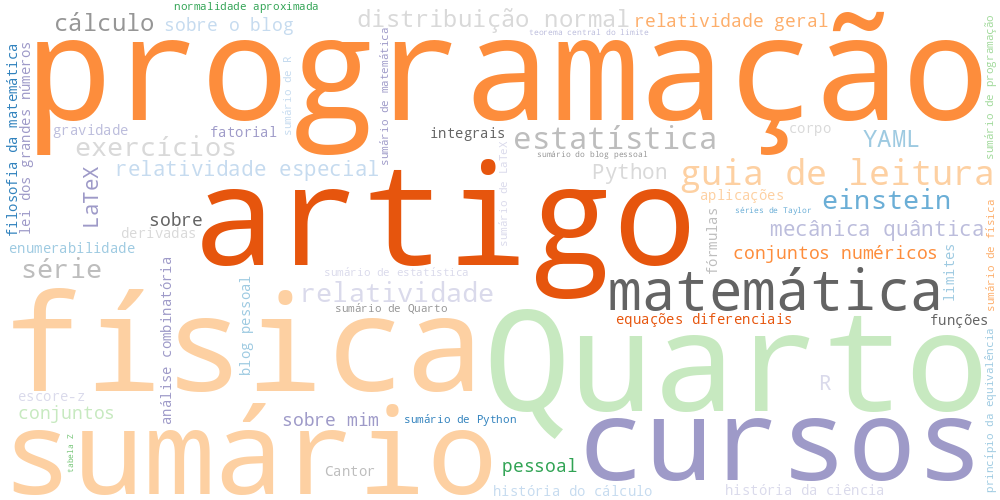 normalidade aproximada
cálculo
sobre o blog
distribuição normal
relatividade geral
teorema central do limite
programação
filosofia da matemática
lei dos grandes números
sumário de R
sumário de matemática
sumário de programação
gravidade
fatorial
integrais
estatística
corpo
YAML
exercícios
sumário do blog pessoal
relatividade especial
Python
guia de leitura
artigo
LaTeX
sumário de LaTeX
aplicações
einstein
sobre
séries de Taylor
derivadas
fórmulas
mecânica quântica
enumerabilidade
conjuntos numéricos
série
sumário de estatística
matemática
limites
sumário de física
relatividade
análise combinatória
blog pessoal
sumário de Quarto
equações diferenciais
funções
física
Quarto
princípio da equivalência
R
escore-z
conjuntos
sobre mim
sumário de Python
cursos
sumário
tabela Z
Cantor
pessoal
história do cálculo
história da ciência